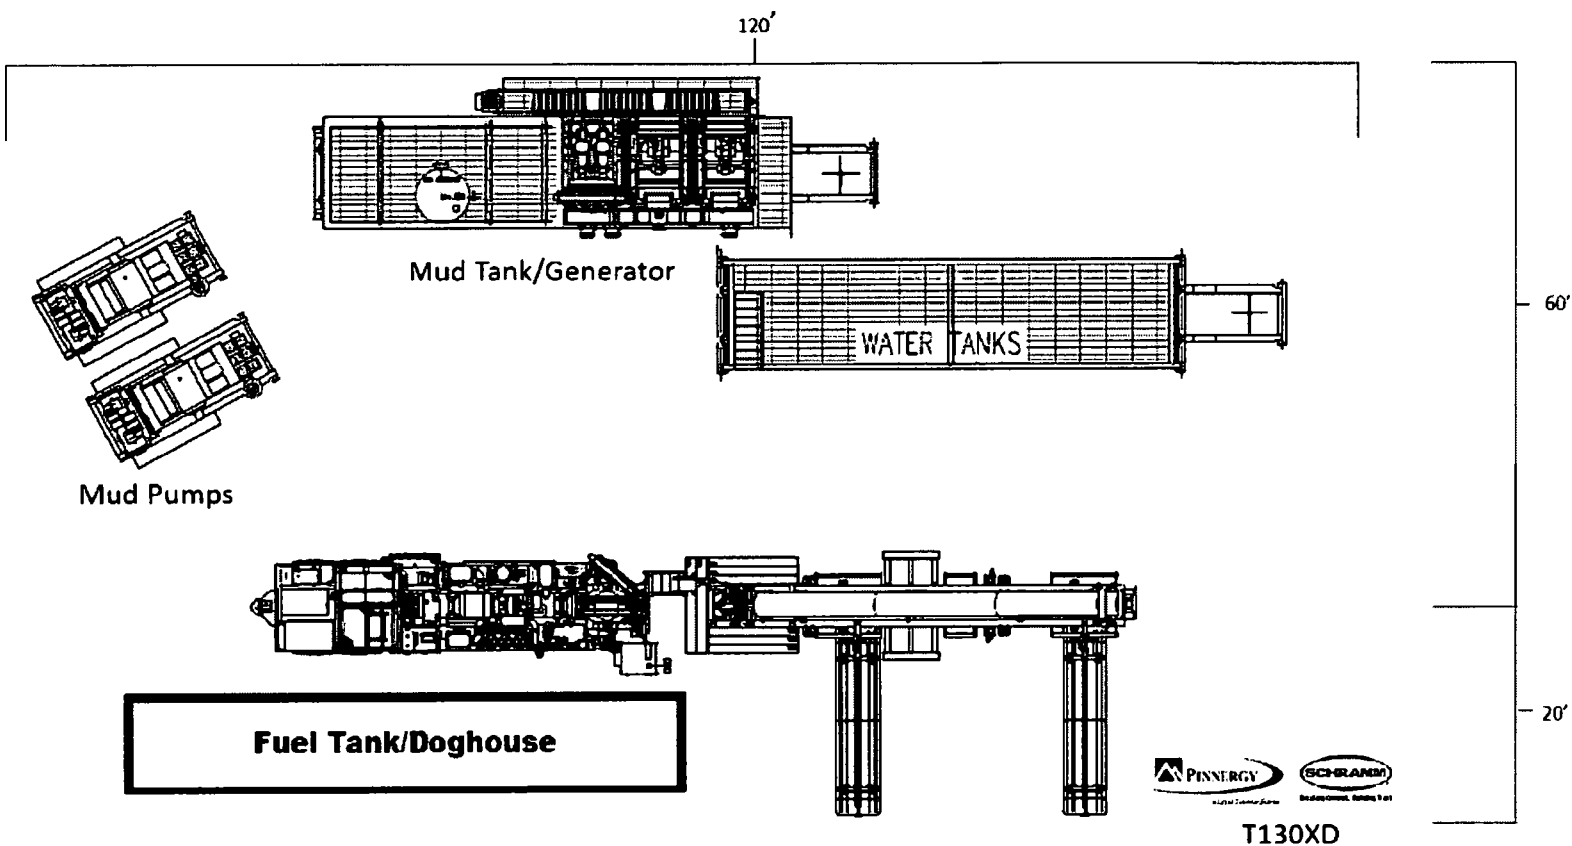 120'
Mud Tank/Generator
60'
WATER TANKS
Mud Pumps
20'
Fuel Tank/Doghouse
PINNERGY
SCHRAMM
T130XD